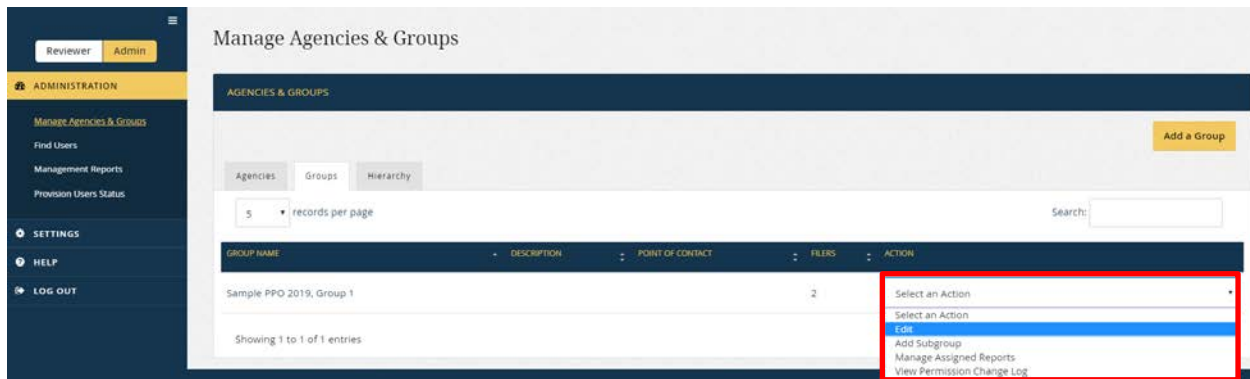 Manage Agencies & Groups
Reviewer Admin
ADMINISTRATION
Manage Agencies & Groups
Find Users
Management Reports
Provision Users Status
SETTINGS
HELP
LOG OUT
AGENCIES & GROUPS
Add a Group
Agencies Groups Hierarchy
5 records per page
Search:
GROUP NAME DESCRIPTION POINT OF CONTACT FILERS ACTION
Sample PPO 2019, Group 1 2 Select an Action
Select an Action
Edit
Add Subgroup
Manage Assigned Reports
View Permission Change Log
Showing 1 to 1 of 1 entries